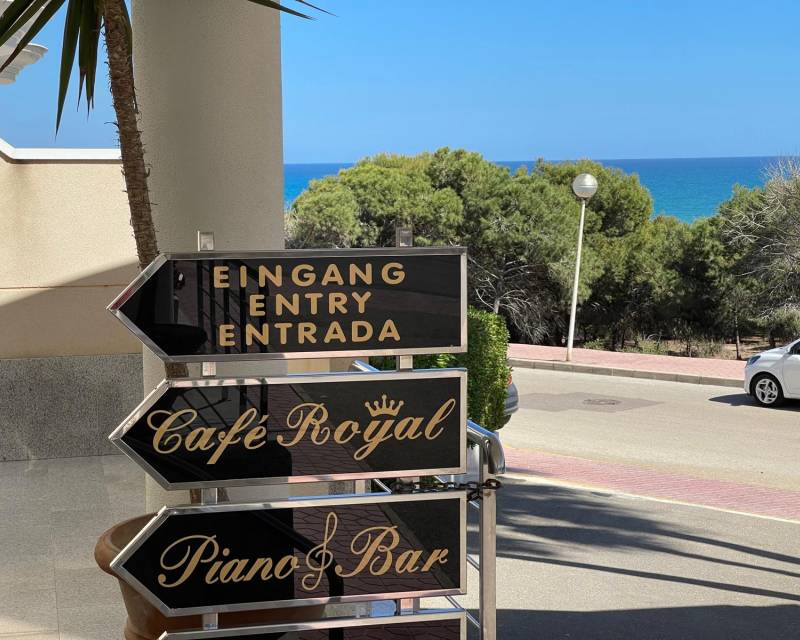 EINGANG
ENTRY
ENTRADA
Café Royal
Piano Bar